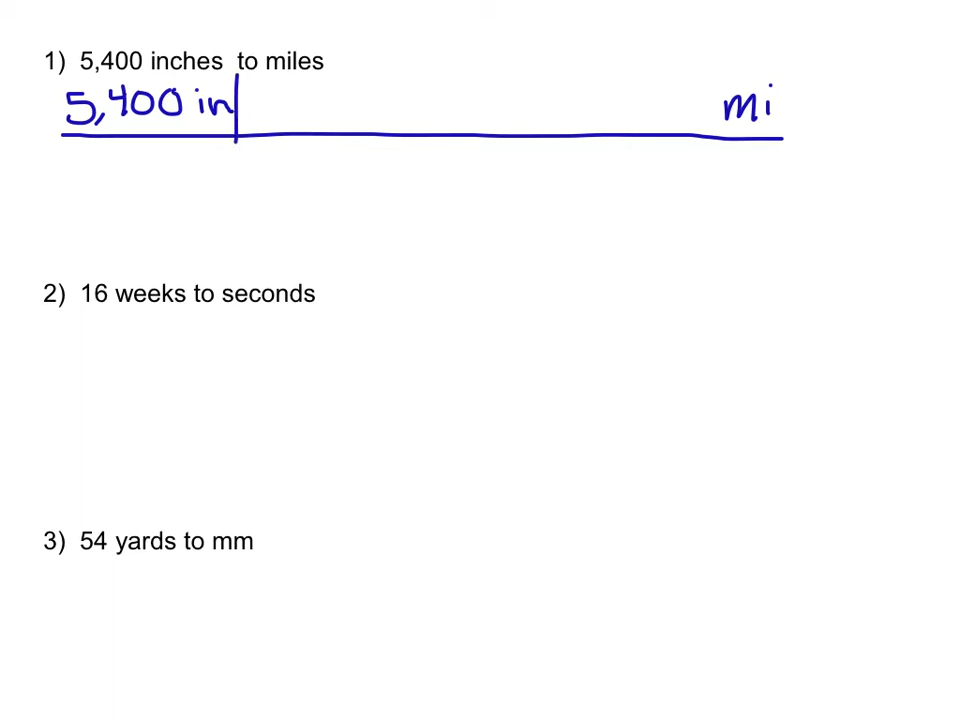 1) 5,400 inches to miles
5,400 in mi
2) 16 weeks to seconds
3) 54 yards to mm